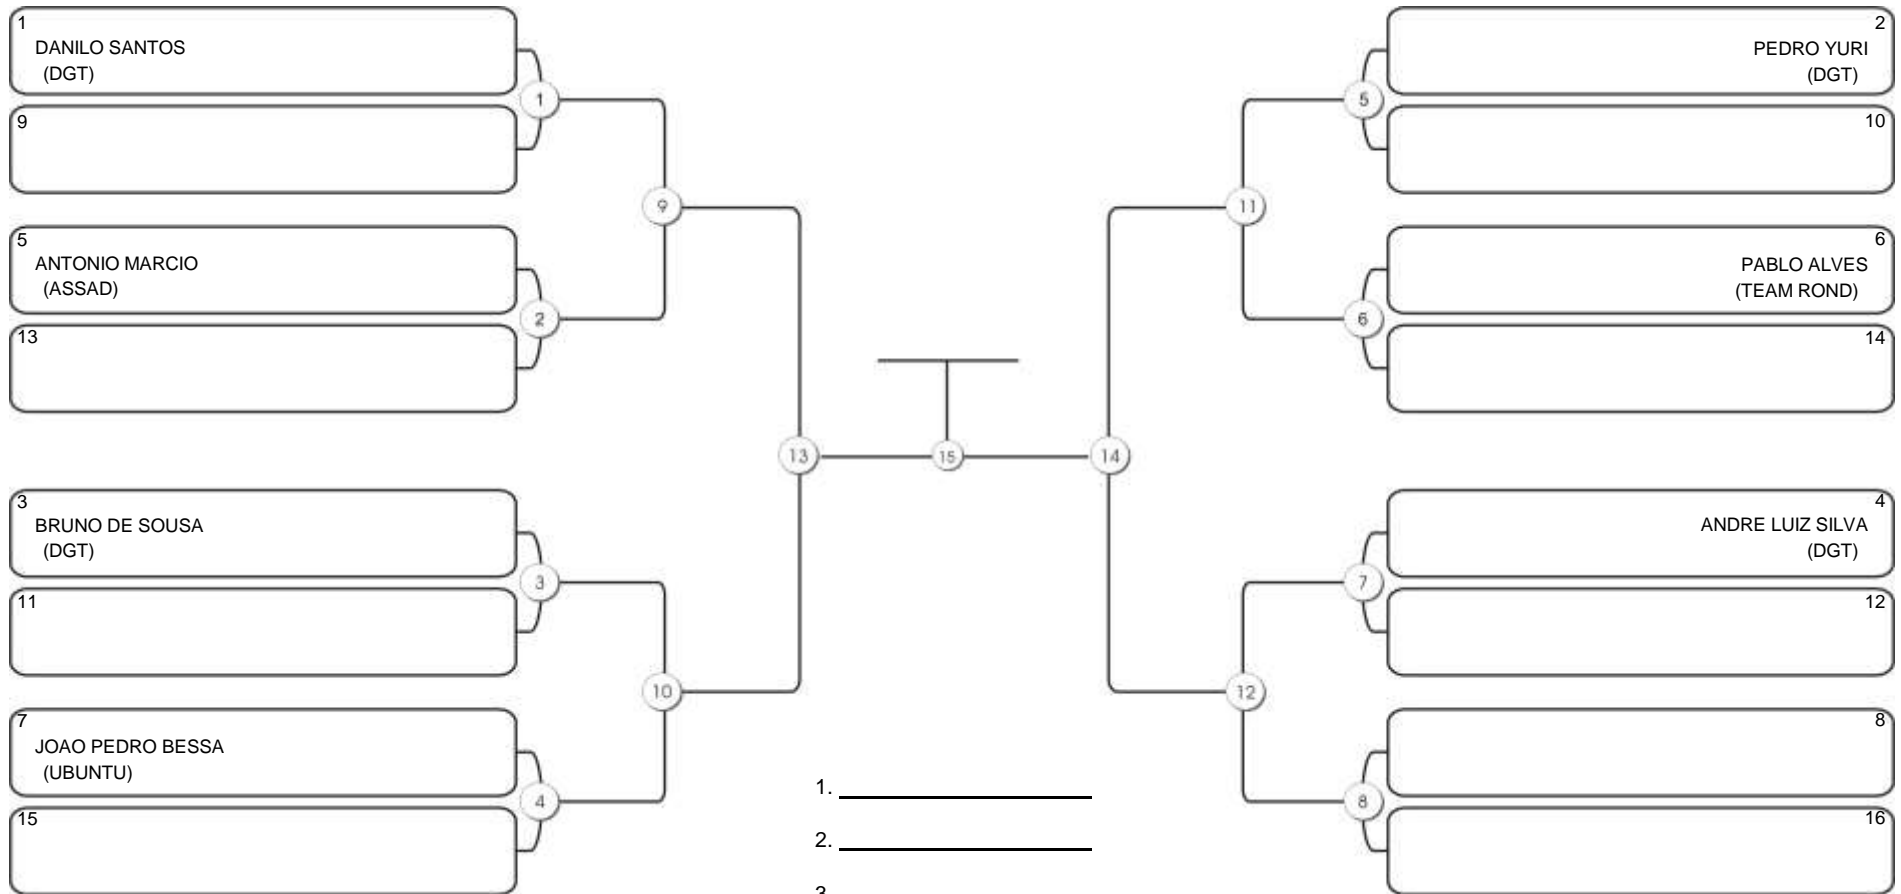 1
DANILO SANTOS
(DGT)
1
9
5
ANTONIO MARCIO
(ASSAD)
2
13
9
3
BRUNO DE SOUSA
(DGT)
3
11
7
JOAO PEDRO BESSA
(UBUNTU)
4
15
10
13
15
14
2
PEDRO YURI
(DGT)
5
10
6
PABLO ALVES
(TEAM ROND)
6
14
11
4
ANDRE LUIZ SILVA
(DGT)
7
12
8
8
16
12
1.
2.
3.